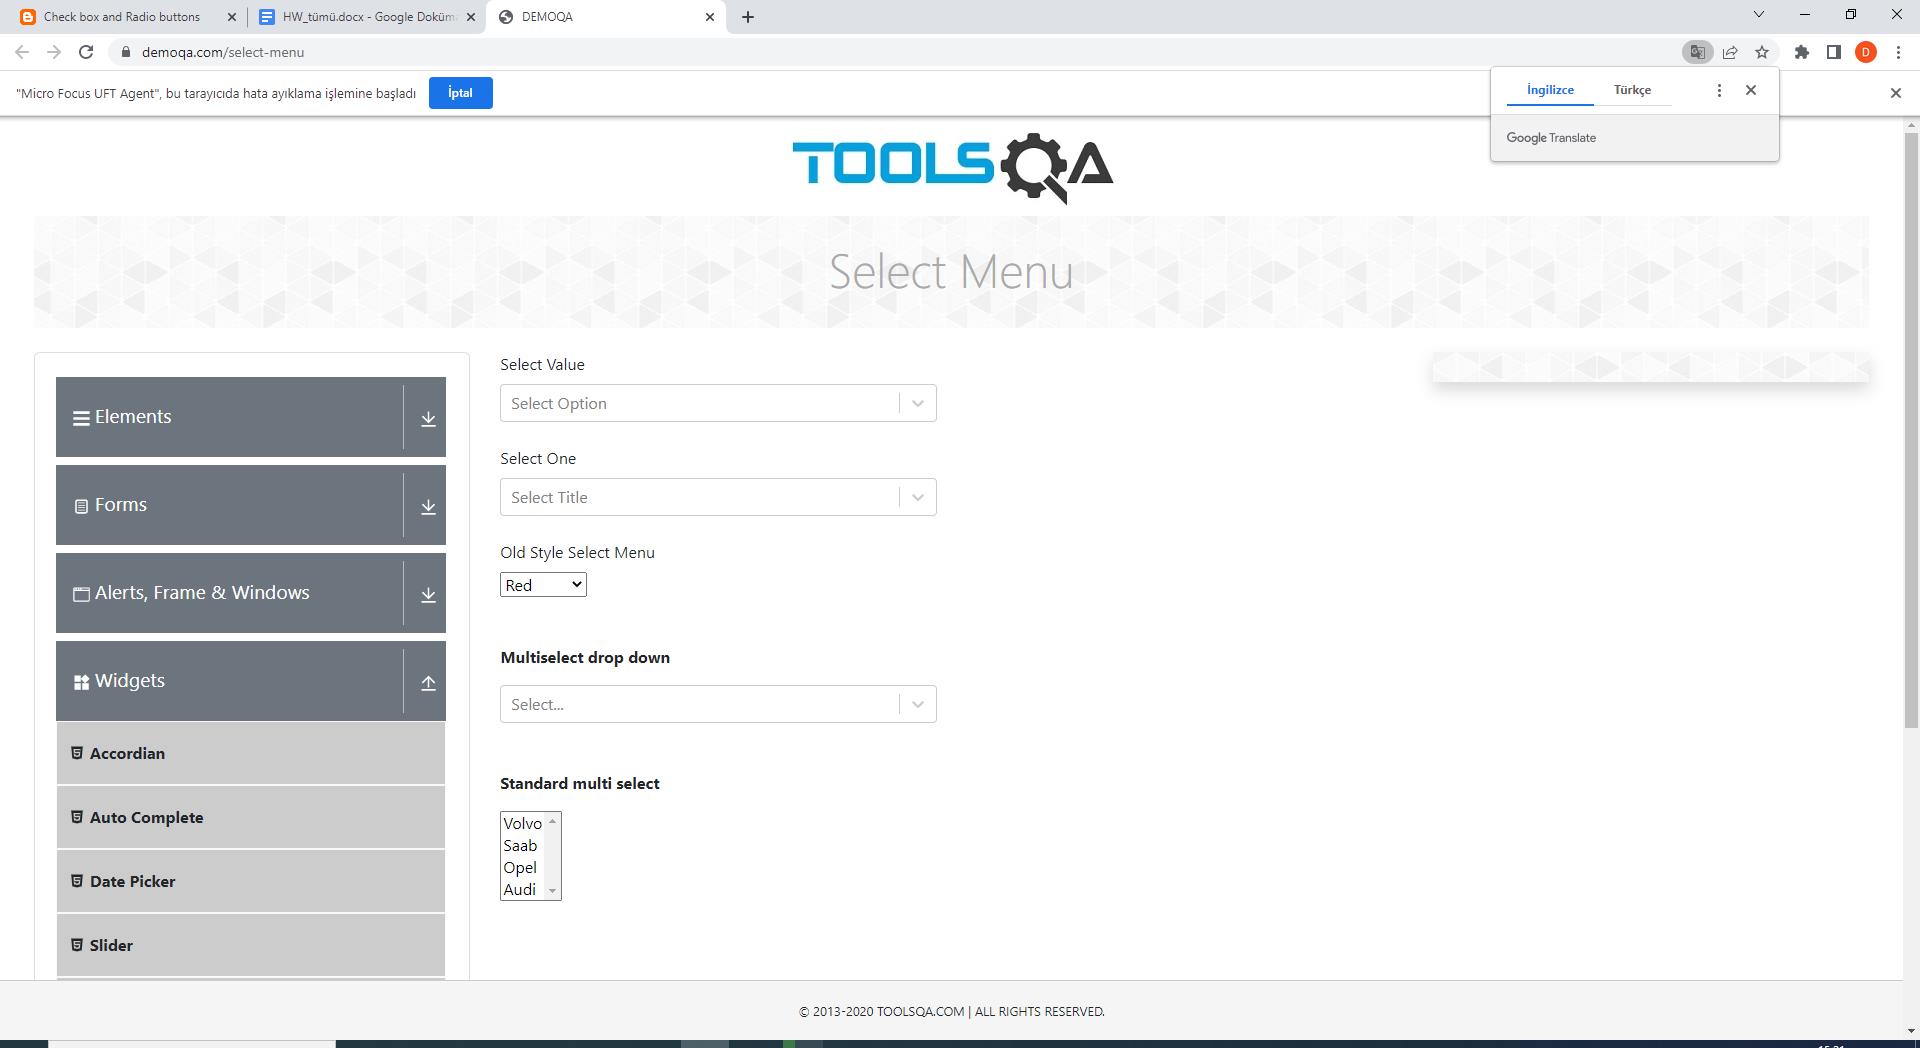 Check box and Radio buttons
HW_tümü.docx - Google Doküm
DEMOQA
demoqa.com/select-menu
D
"Micro Focus UFT Agent", bu tarayıcıda hata ayıklama işlemine başladı
İptal
İngilizce
Türkçe
Google Translate
TOOLSQA
Select Menu
Elements
Forms
Alerts, Frame & Windows
Widgets
Accordian
Auto Complete
Date Picker
Slider
Select Value
Select Option
Select One
Select Title
Old Style Select Menu
Red
Multiselect drop down
Select...
Standard multi select
Volvo
Saab
Opel
Audi
© 2013-2020 TOOLSQA.COM | ALL RIGHTS RESERVED.